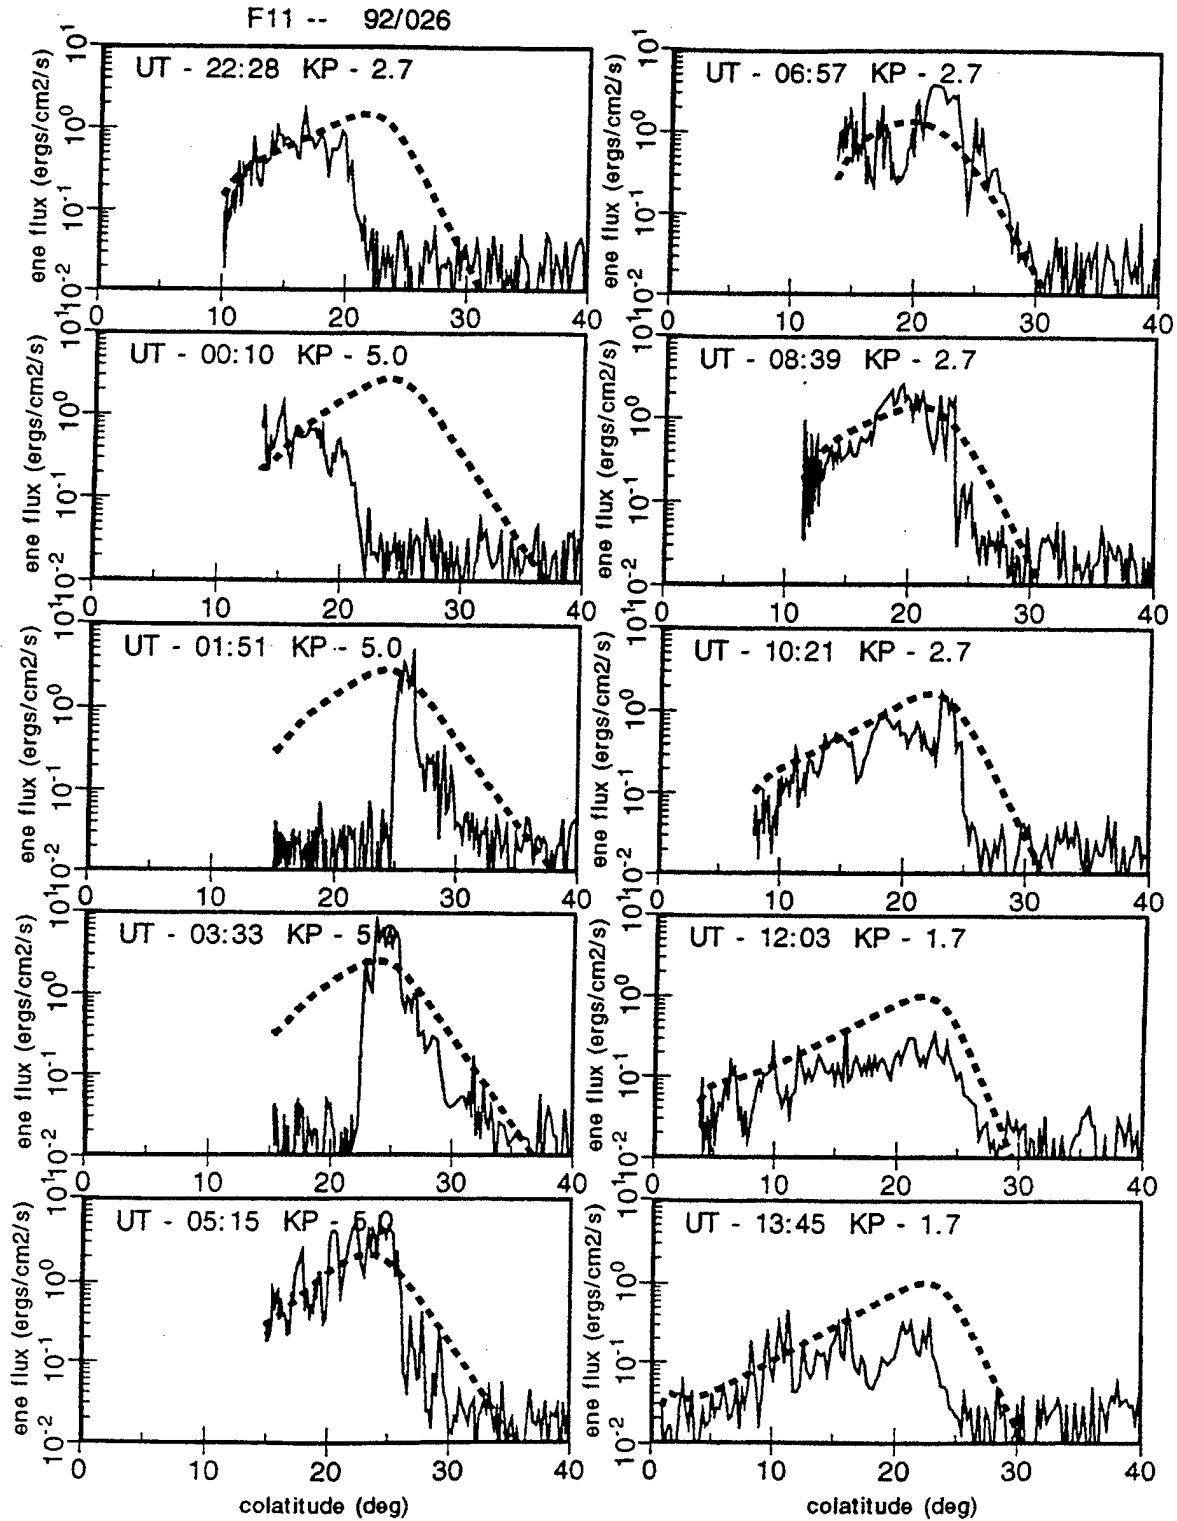 F11 -- 92/026
ene flux (ergs/cm2/s)
10^1
10^0
10^-1
10^-2
UT - 22:28 KP - 2.7
0 10 20 30 40
ene flux (ergs/cm2/s)
10^1
10^0
10^-1
10^-2
UT - 00:10 KP - 5.0
0 10 20 30 40
ene flux (ergs/cm2/s)
10^1
10^0
10^-1
10^-2
UT - 01:51 KP - 5.0
0 10 20 30 40
ene flux (ergs/cm2/s)
10^1
10^0
10^-1
10^-2
UT - 03:33 KP - 5.0
0 10 20 30 40
ene flux (ergs/cm2/s)
10^1
10^0
10^-1
10^-2
UT - 05:15 KP - 5.0
0 10 20 30 40
colatitude (deg)
ene flux (ergs/cm2/s)
10^1
10^0
10^-1
10^-2
UT - 06:57 KP - 2.7
0 10 20 30 40
ene flux (ergs/cm2/s)
10^1
10^0
10^-1
10^-2
UT - 08:39 KP - 2.7
0 10 20 30 40
ene flux (ergs/cm2/s)
10^1
10^0
10^-1
10^-2
UT - 10:21 KP - 2.7
0 10 20 30 40
ene flux (ergs/cm2/s)
10^1
10^0
10^-1
10^-2
UT - 12:03 KP - 1.7
0 10 20 30 40
ene flux (ergs/cm2/s)
10^1
10^0
10^-1
10^-2
UT - 13:45 KP - 1.7
0 10 20 30 40
colatitude (deg)